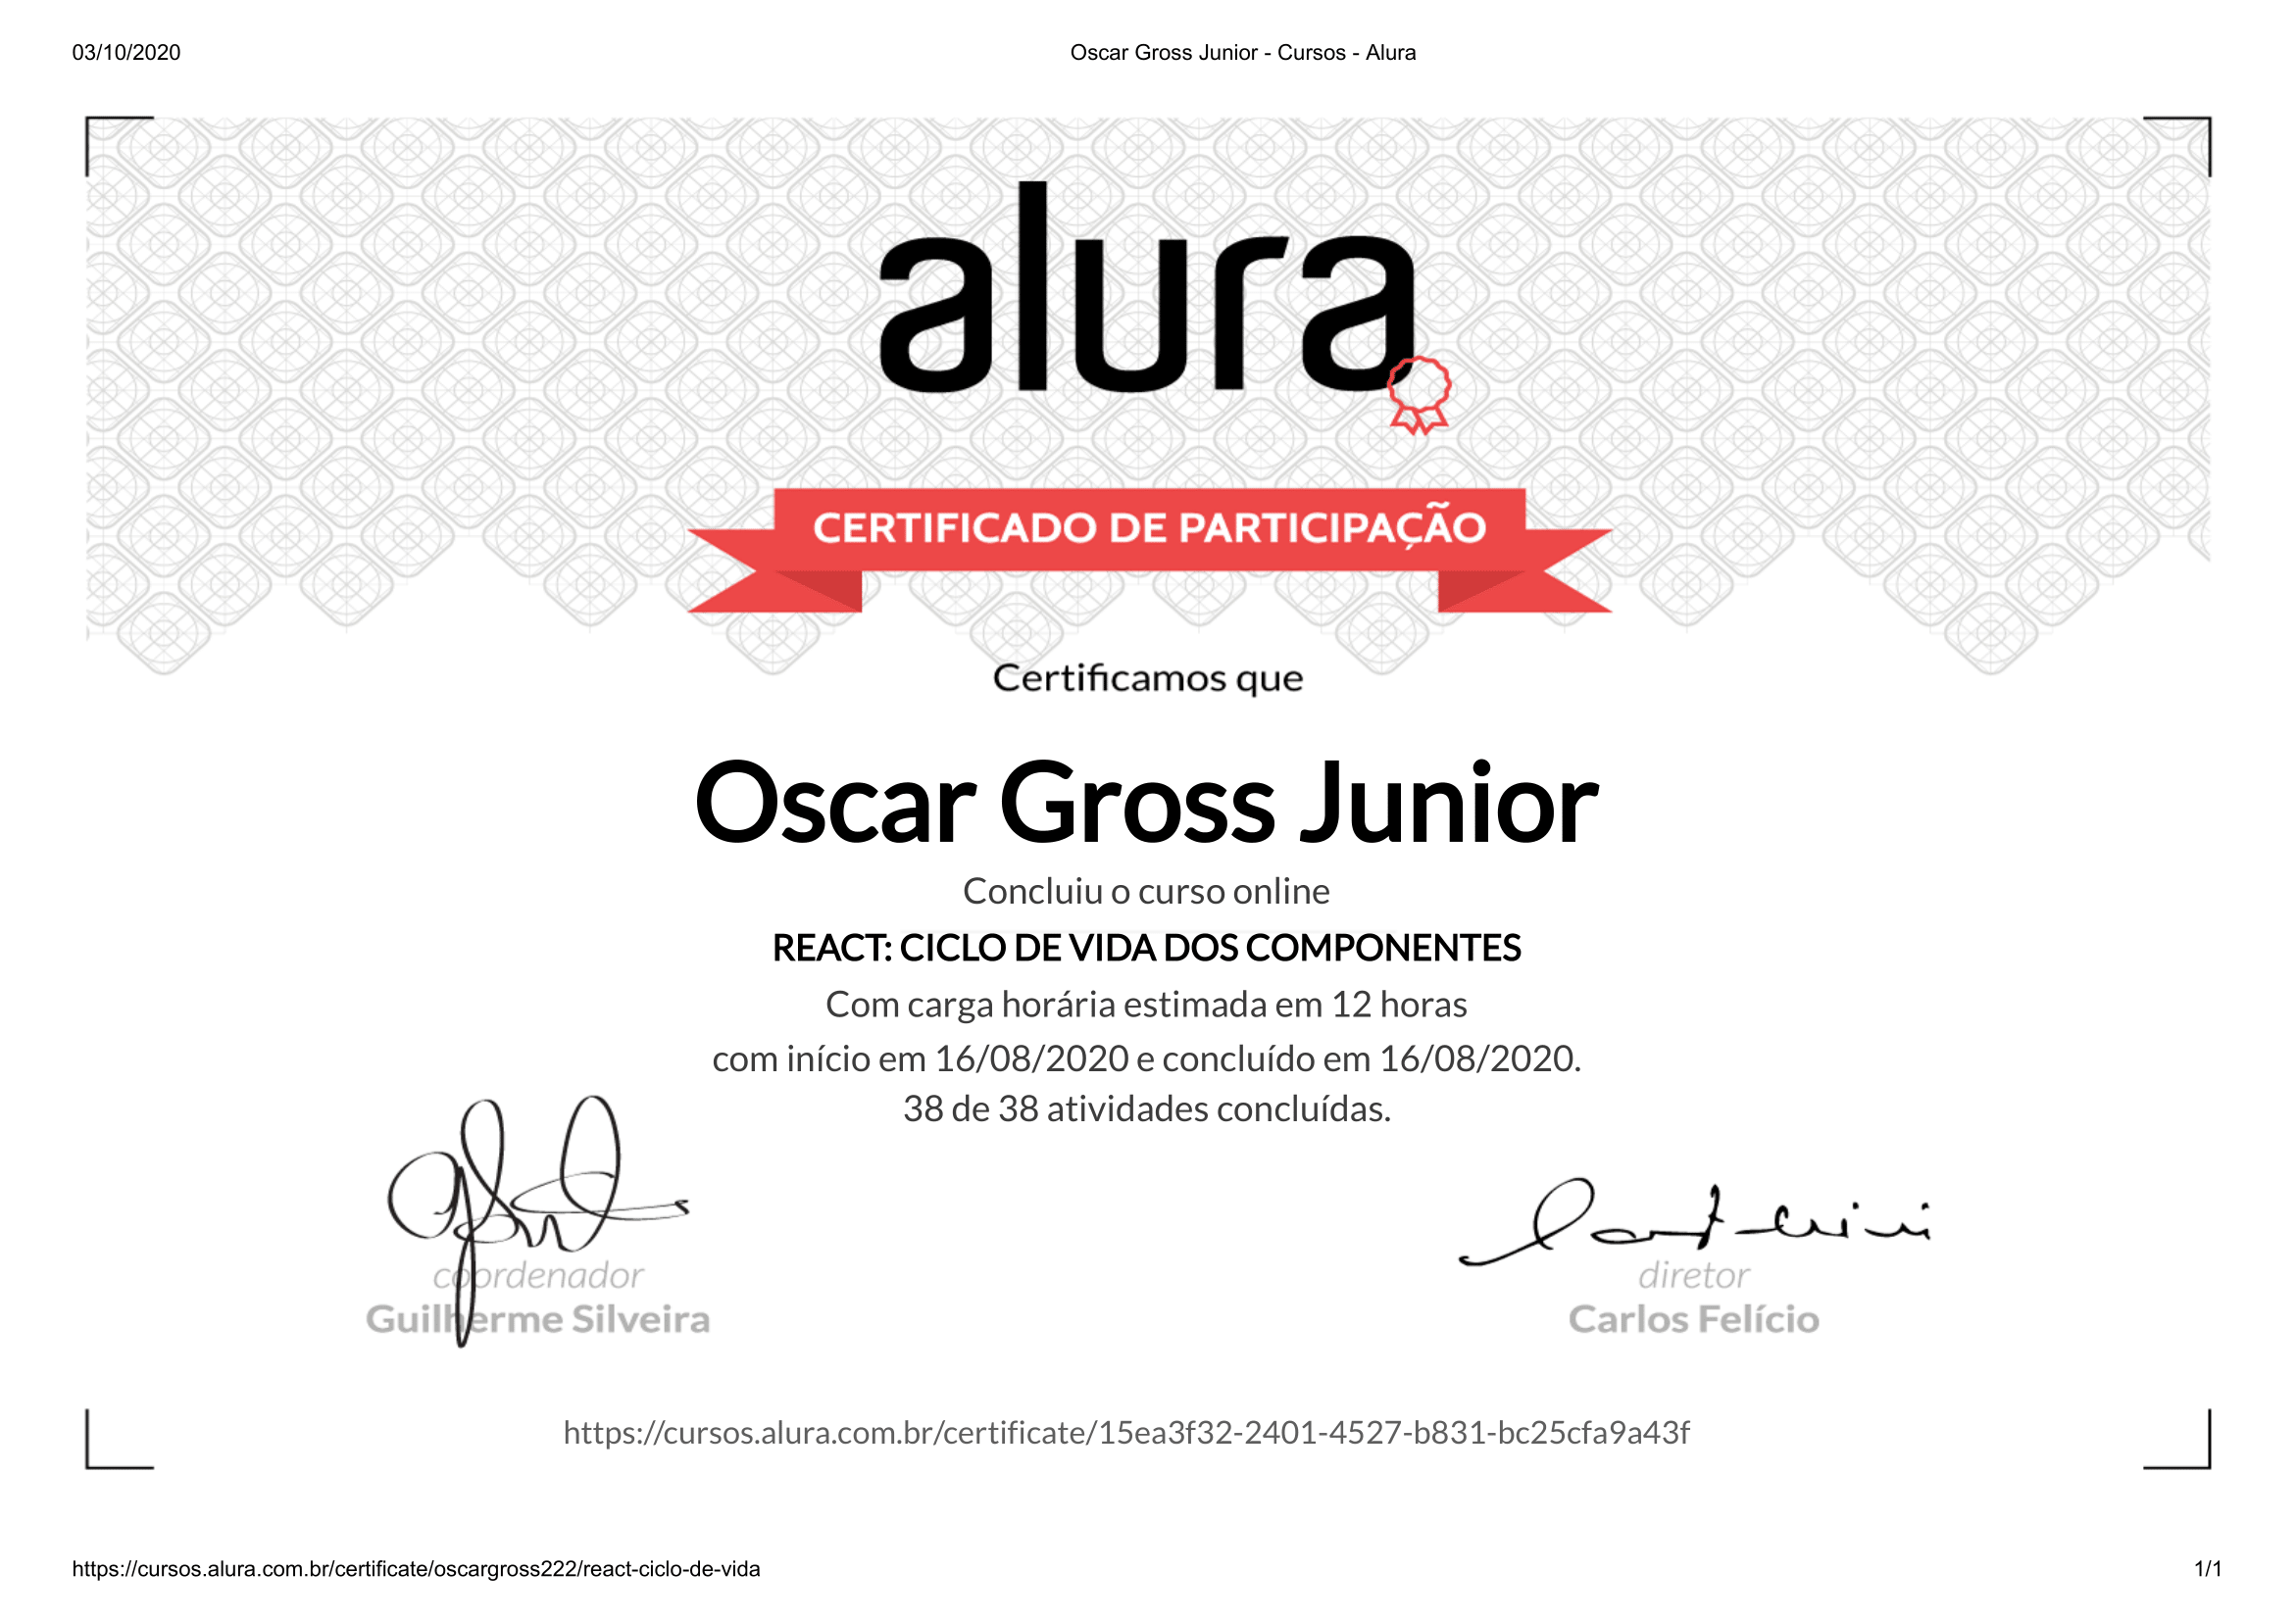 03/10/2020
Oscar Gross Junior - Cursos - Alura
alura
CERTIFICADO DE PARTICIPAÇÃO
Certificamos que
Oscar Gross Junior
Concluiu o curso online
REACT: CICLO DE VIDA DOS COMPONENTES
Com carga horária estimada em 12 horas
com início em 16/08/2020 e concluído em 16/08/2020.
38 de 38 atividades concluídas.
coordenador
Guilherme Silveira
diretor
Carlos Felício
https://cursos.alura.com.br/certificate/15ea3f32-2401-4527-b831-bc25cfa9a43f
https://cursos.alura.com.br/certificate/oscargross222/react-ciclo-de-vida
1/1